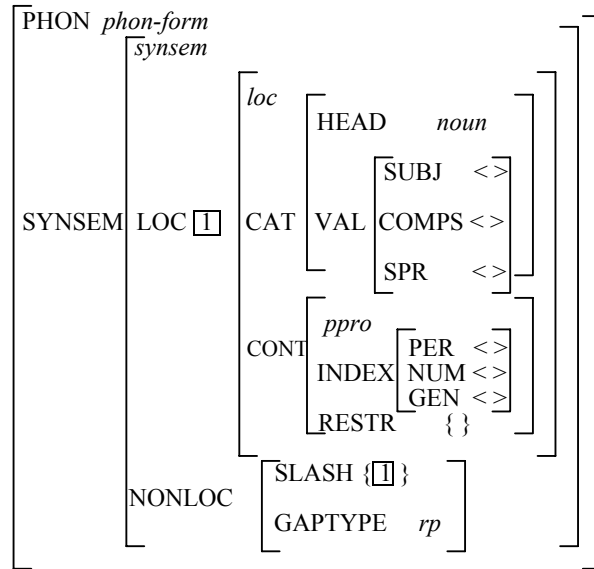 PHON phon-form
synsem
loc
HEAD noun
SUBJ < >
SYNSEM LOC 1 CAT VAL COMPS < >
SPR < >
ppro
CONT PER < >
INDEX NUM < >
GEN < >
RESTR { }
SLASH { 1 }
NONLOC
GAPTYPE rp